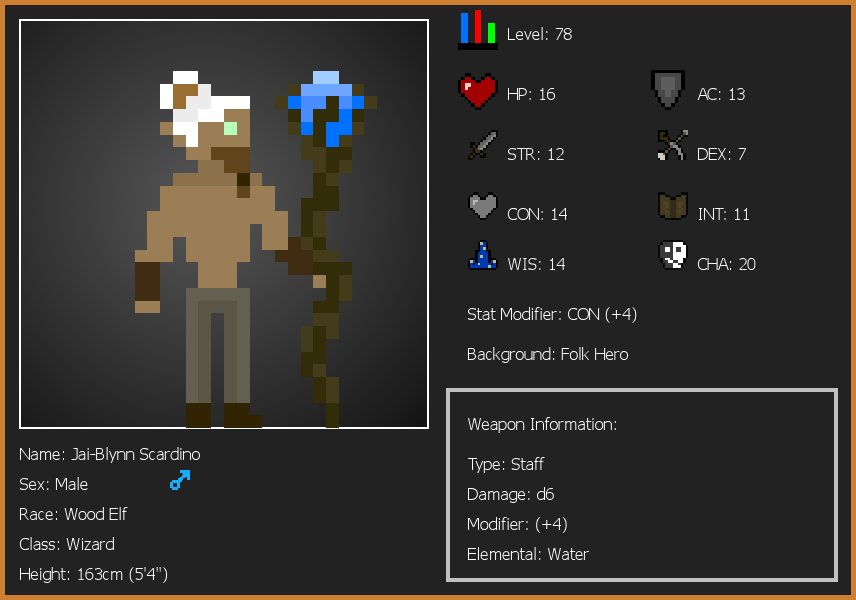 Level: 78
HP: 16
AC: 13
STR: 12
DEX: 7
CON: 14
INT: 11
WIS: 14
CHA: 20
Stat Modifier: CON (+4)
Background: Folk Hero
Weapon Information:
Type: Staff
Damage: d6
Modifier: (+4)
Elemental: Water
Name: Jai-Blynn Scardino
Sex: Male
Race: Wood Elf
Class: Wizard
Height: 163cm (5'4")